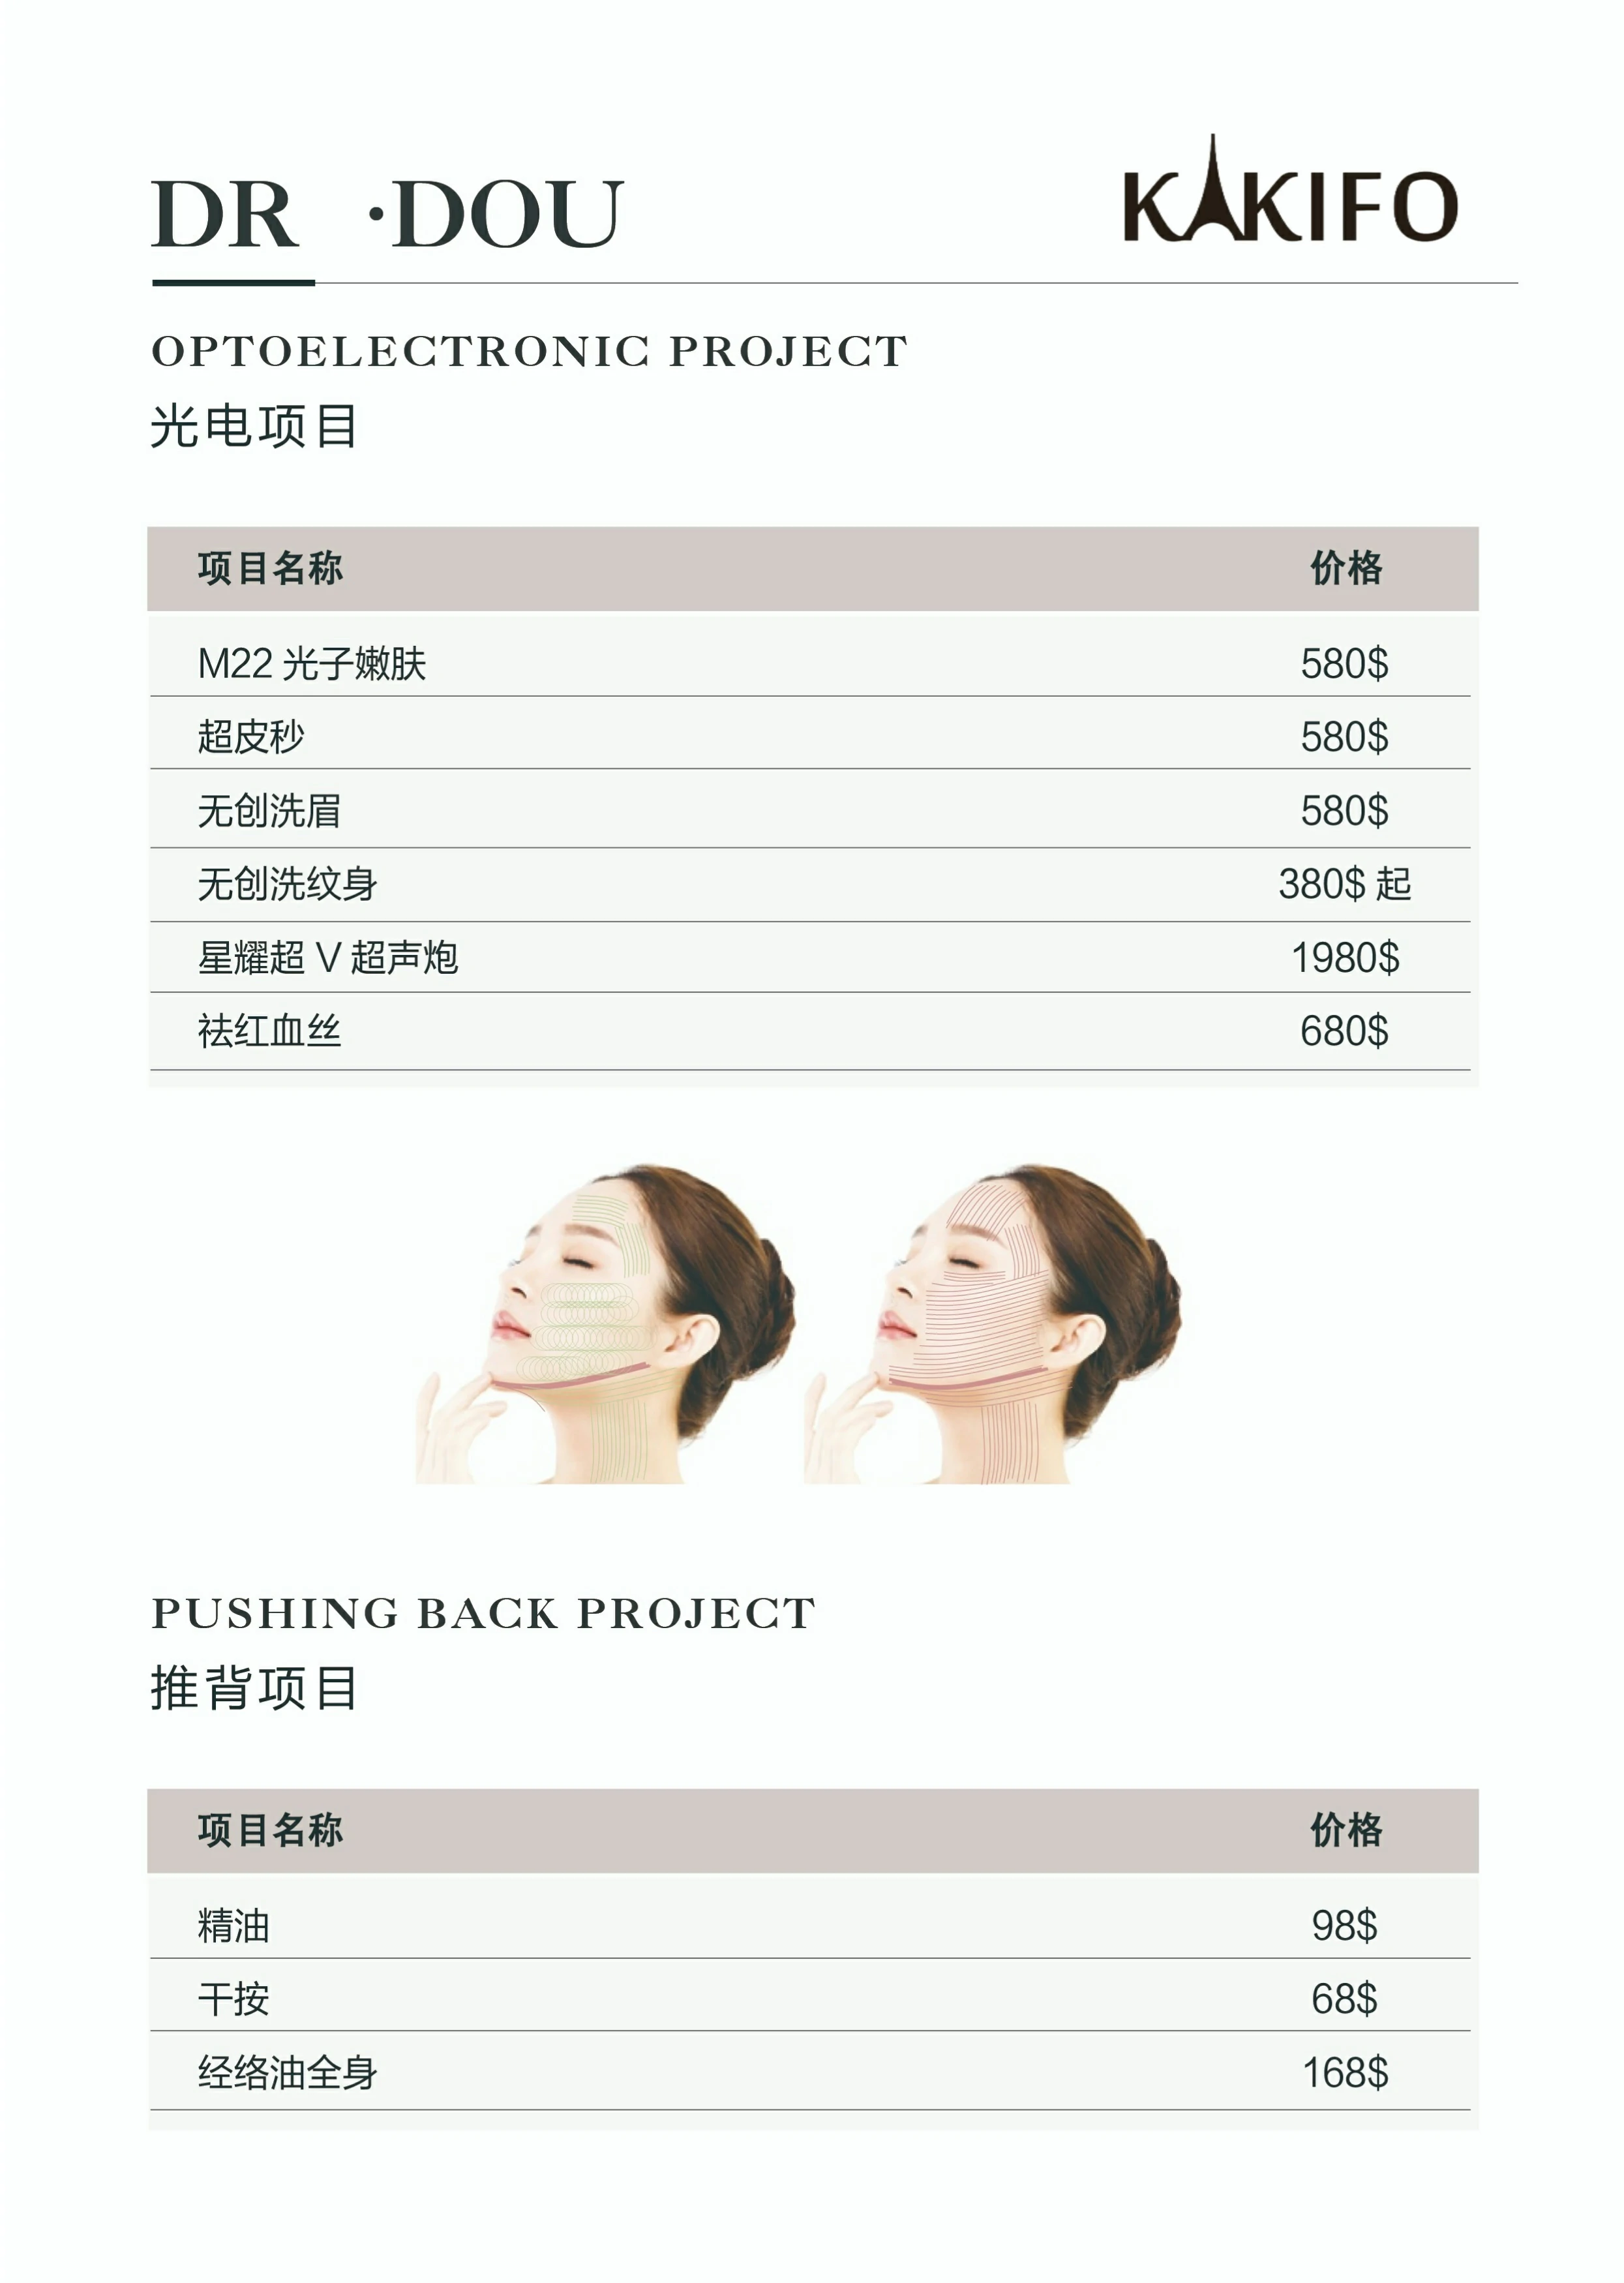 DR ·DOU
KAKIFO
OPTOELECTRONIC PROJECT
光电项目
项目名称 价格
M22 光子嫩肤 580$
超皮秒 580$
无创洗眉 580$
无创洗纹身 380$ 起
星耀超 V 超声炮 1980$
祛红血丝 680$
PUSHING BACK PROJECT
推背项目
项目名称 价格
精油 98$
干按 68$
经络油全身 168$